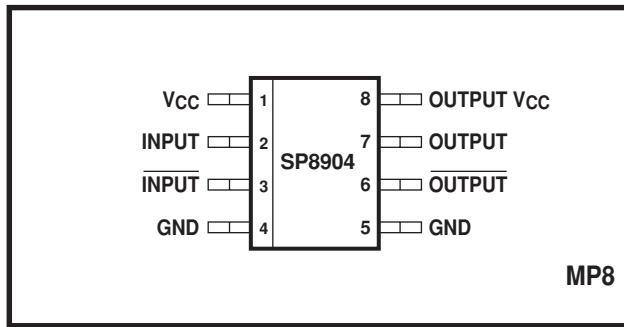 VCC 1 8 OUTPUT VCC
INPUT 2 7 OUTPUT
SP8904
INPUT 3 6 OUTPUT
GND 4 5 GND
MP8